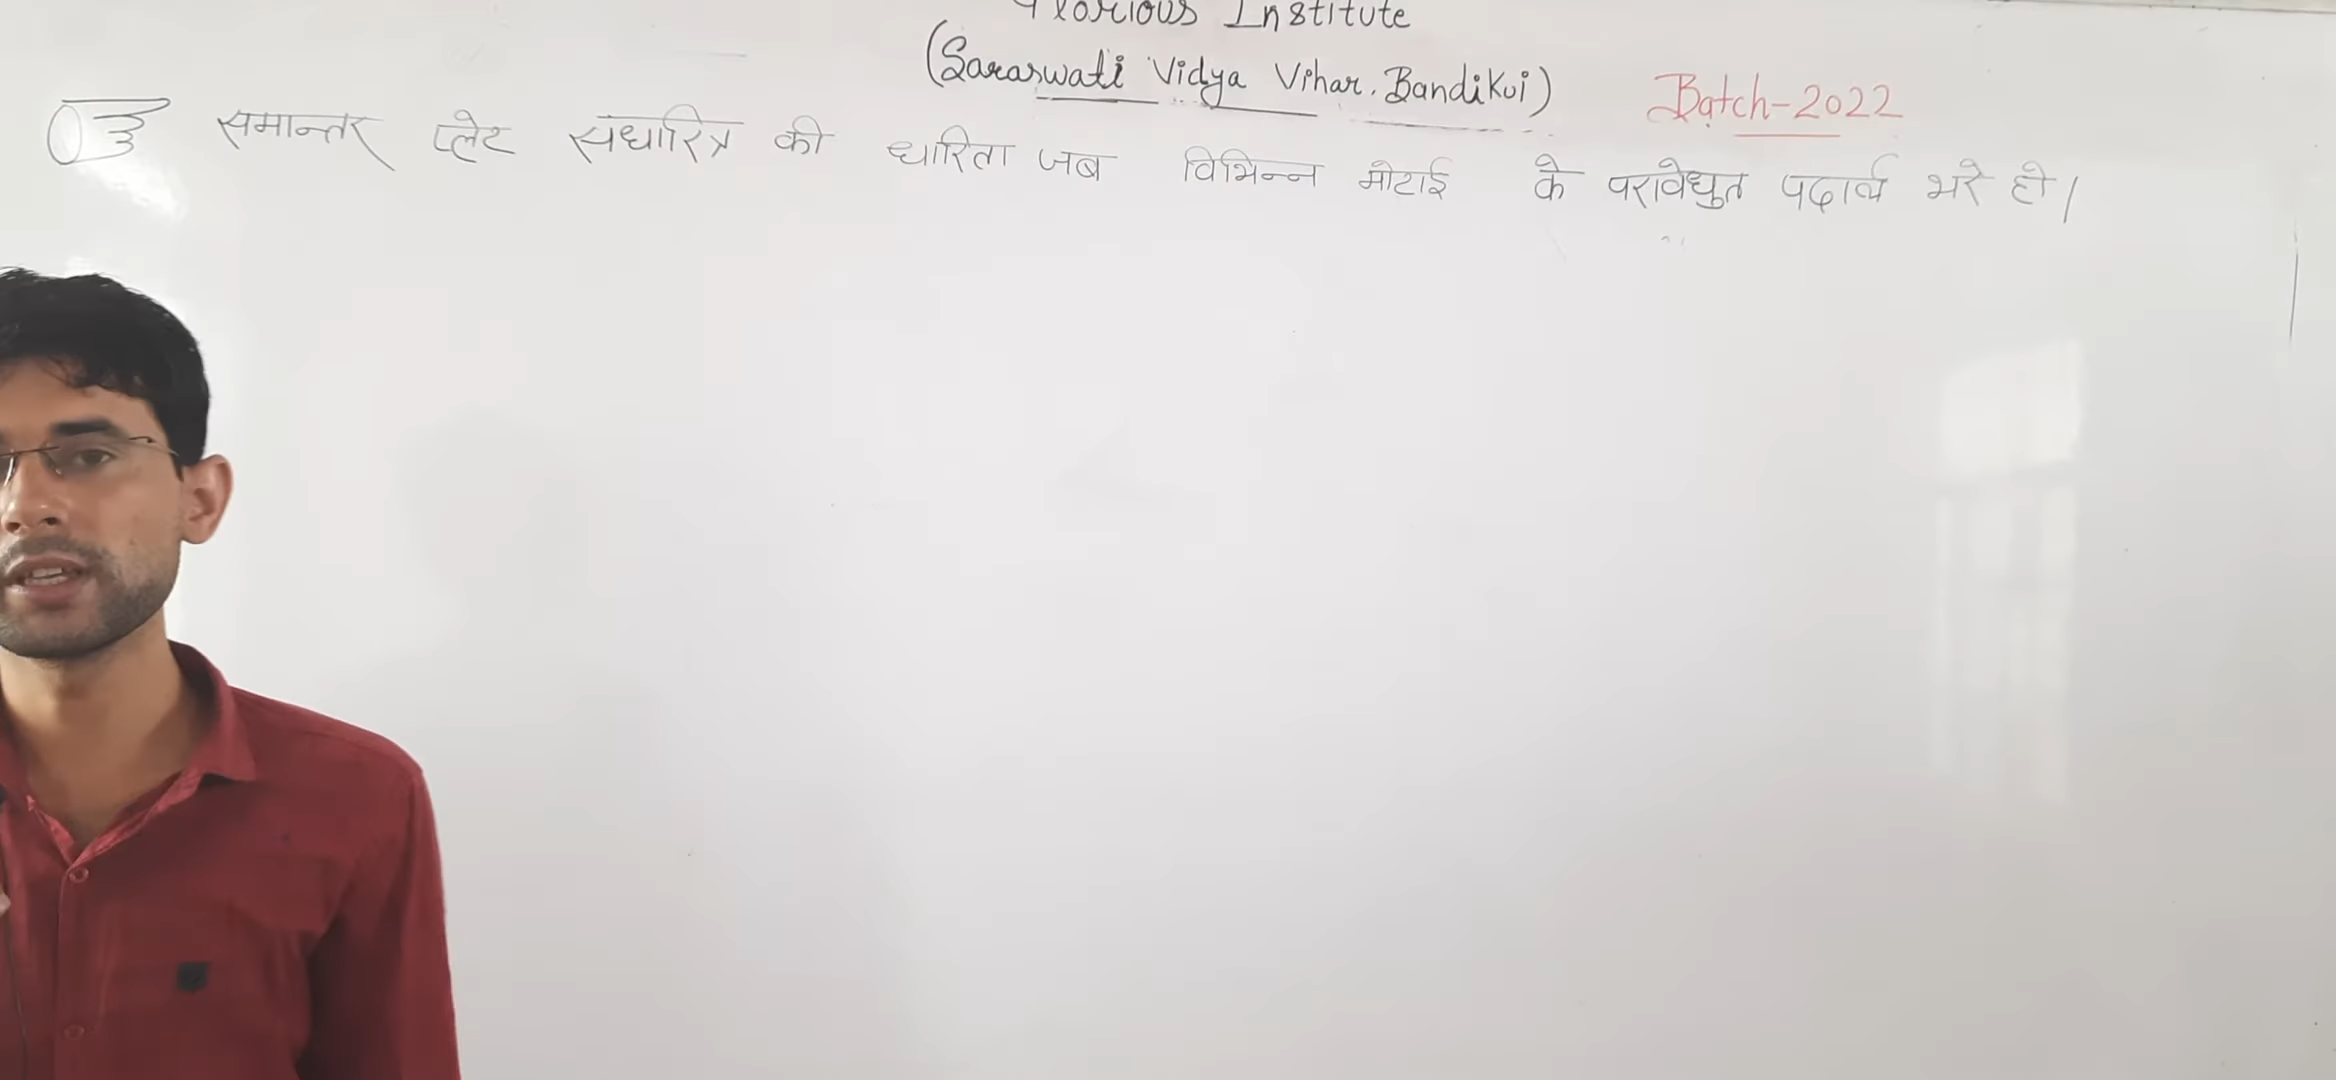 Glorious Institute
(Saraswati Vidya Vihar, Bandikui) Batch-2022
समान्तर प्लेट संधारित्र की धारिता जब विभिन्न मोटाई के परावैधुत पदार्थ भरे हो।